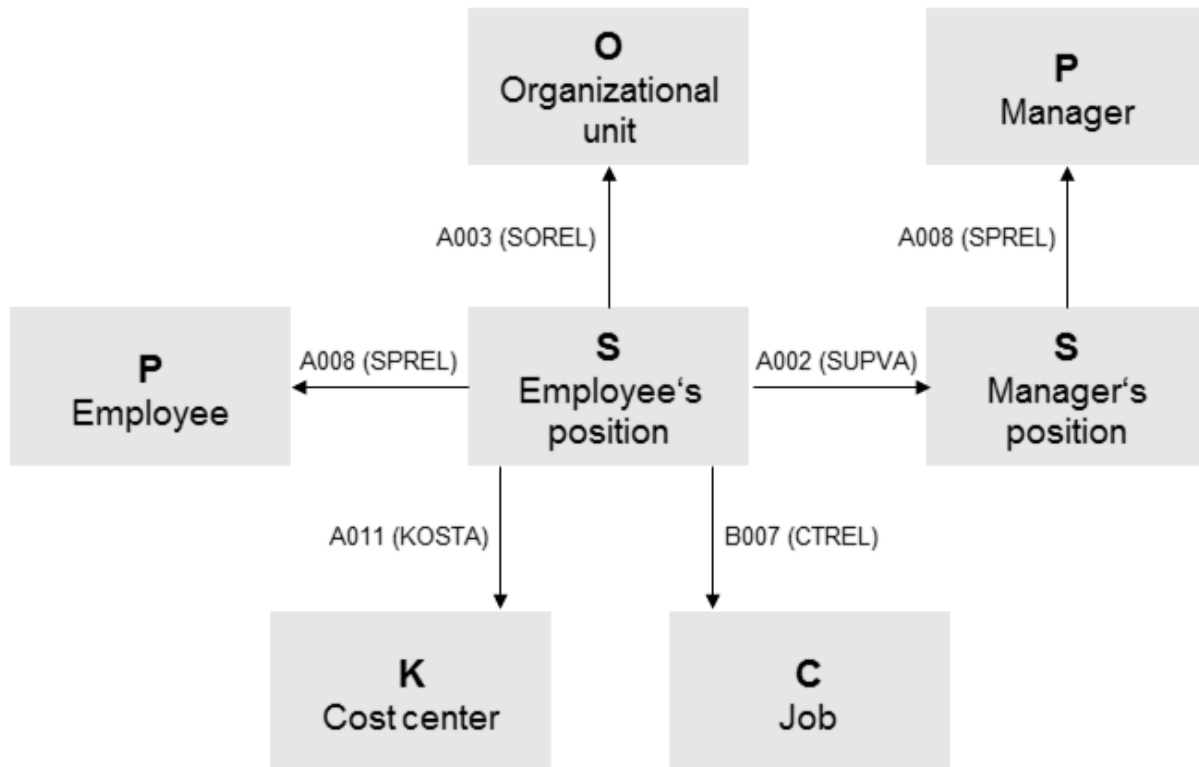 O
Organizational
unit
P
Manager
A003 (SOREL)
A008 (SPREL)
P
Employee
A008 (SPREL)
S
Employee‘s
position
A002 (SUPVA)
S
Manager‘s
position
A011 (KOSTA)
B007 (CTREL)
K
Cost center
C
Job